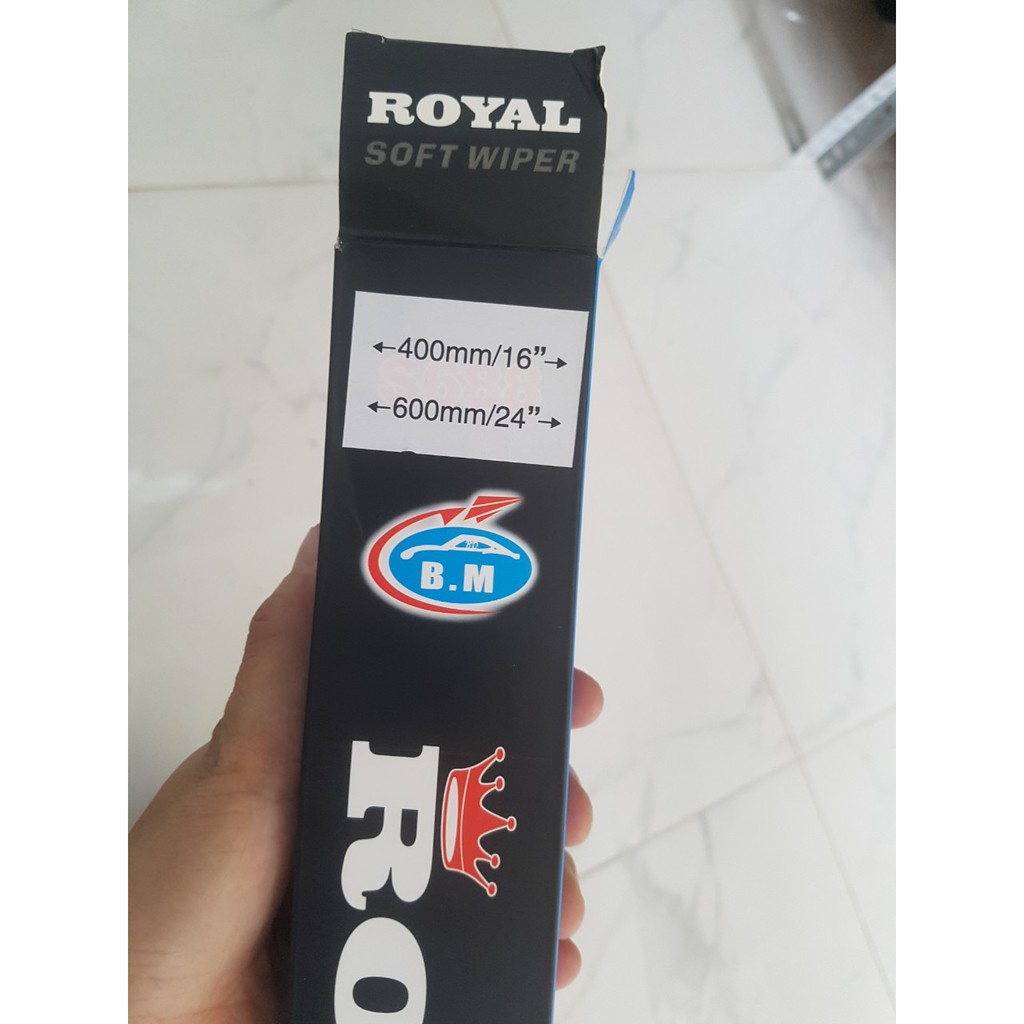 ROYAL
SOFT WIPER
←400mm/16”→
←600mm/24”→
B.M
RO